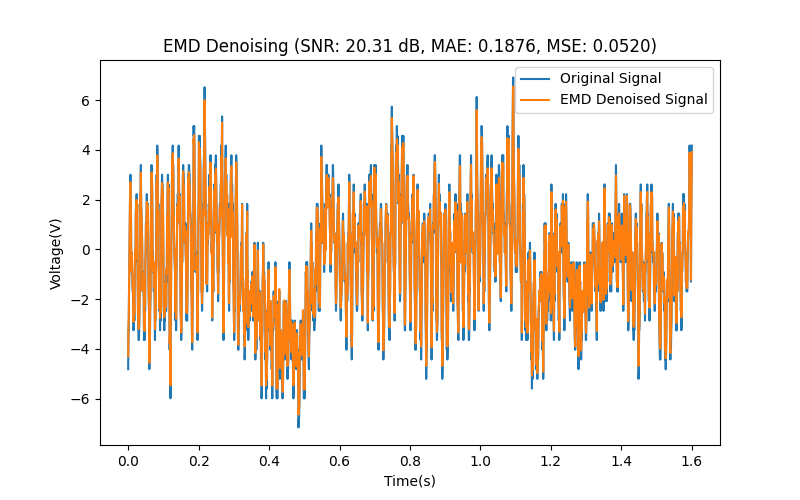 EMD Denoising (SNR: 20.31 dB, MAE: 0.1876, MSE: 0.0520)
Original Signal
EMD Denoised Signal
6
4
2
0
−2
−4
−6
Voltage(V)
0.0 0.2 0.4 0.6 0.8 1.0 1.2 1.4 1.6
Time(s)